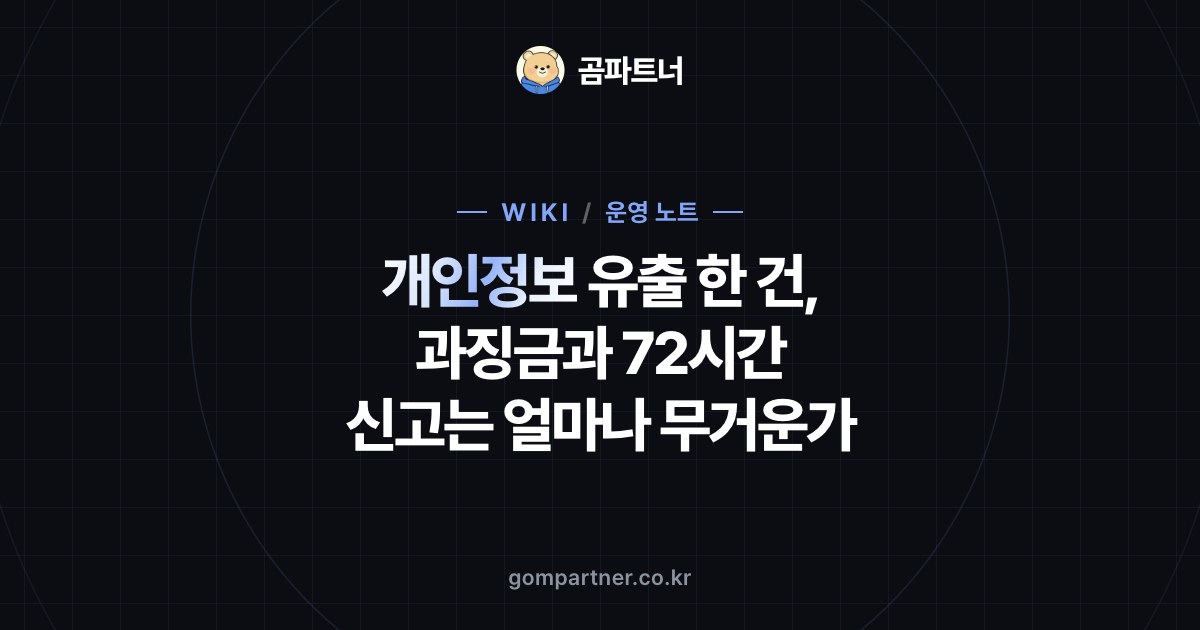 곰파트너
WIKI / 운영 노트
개인정보 유출 한 건,
과징금과 72시간
신고는 얼마나 무거운가
gompartner.co.kr